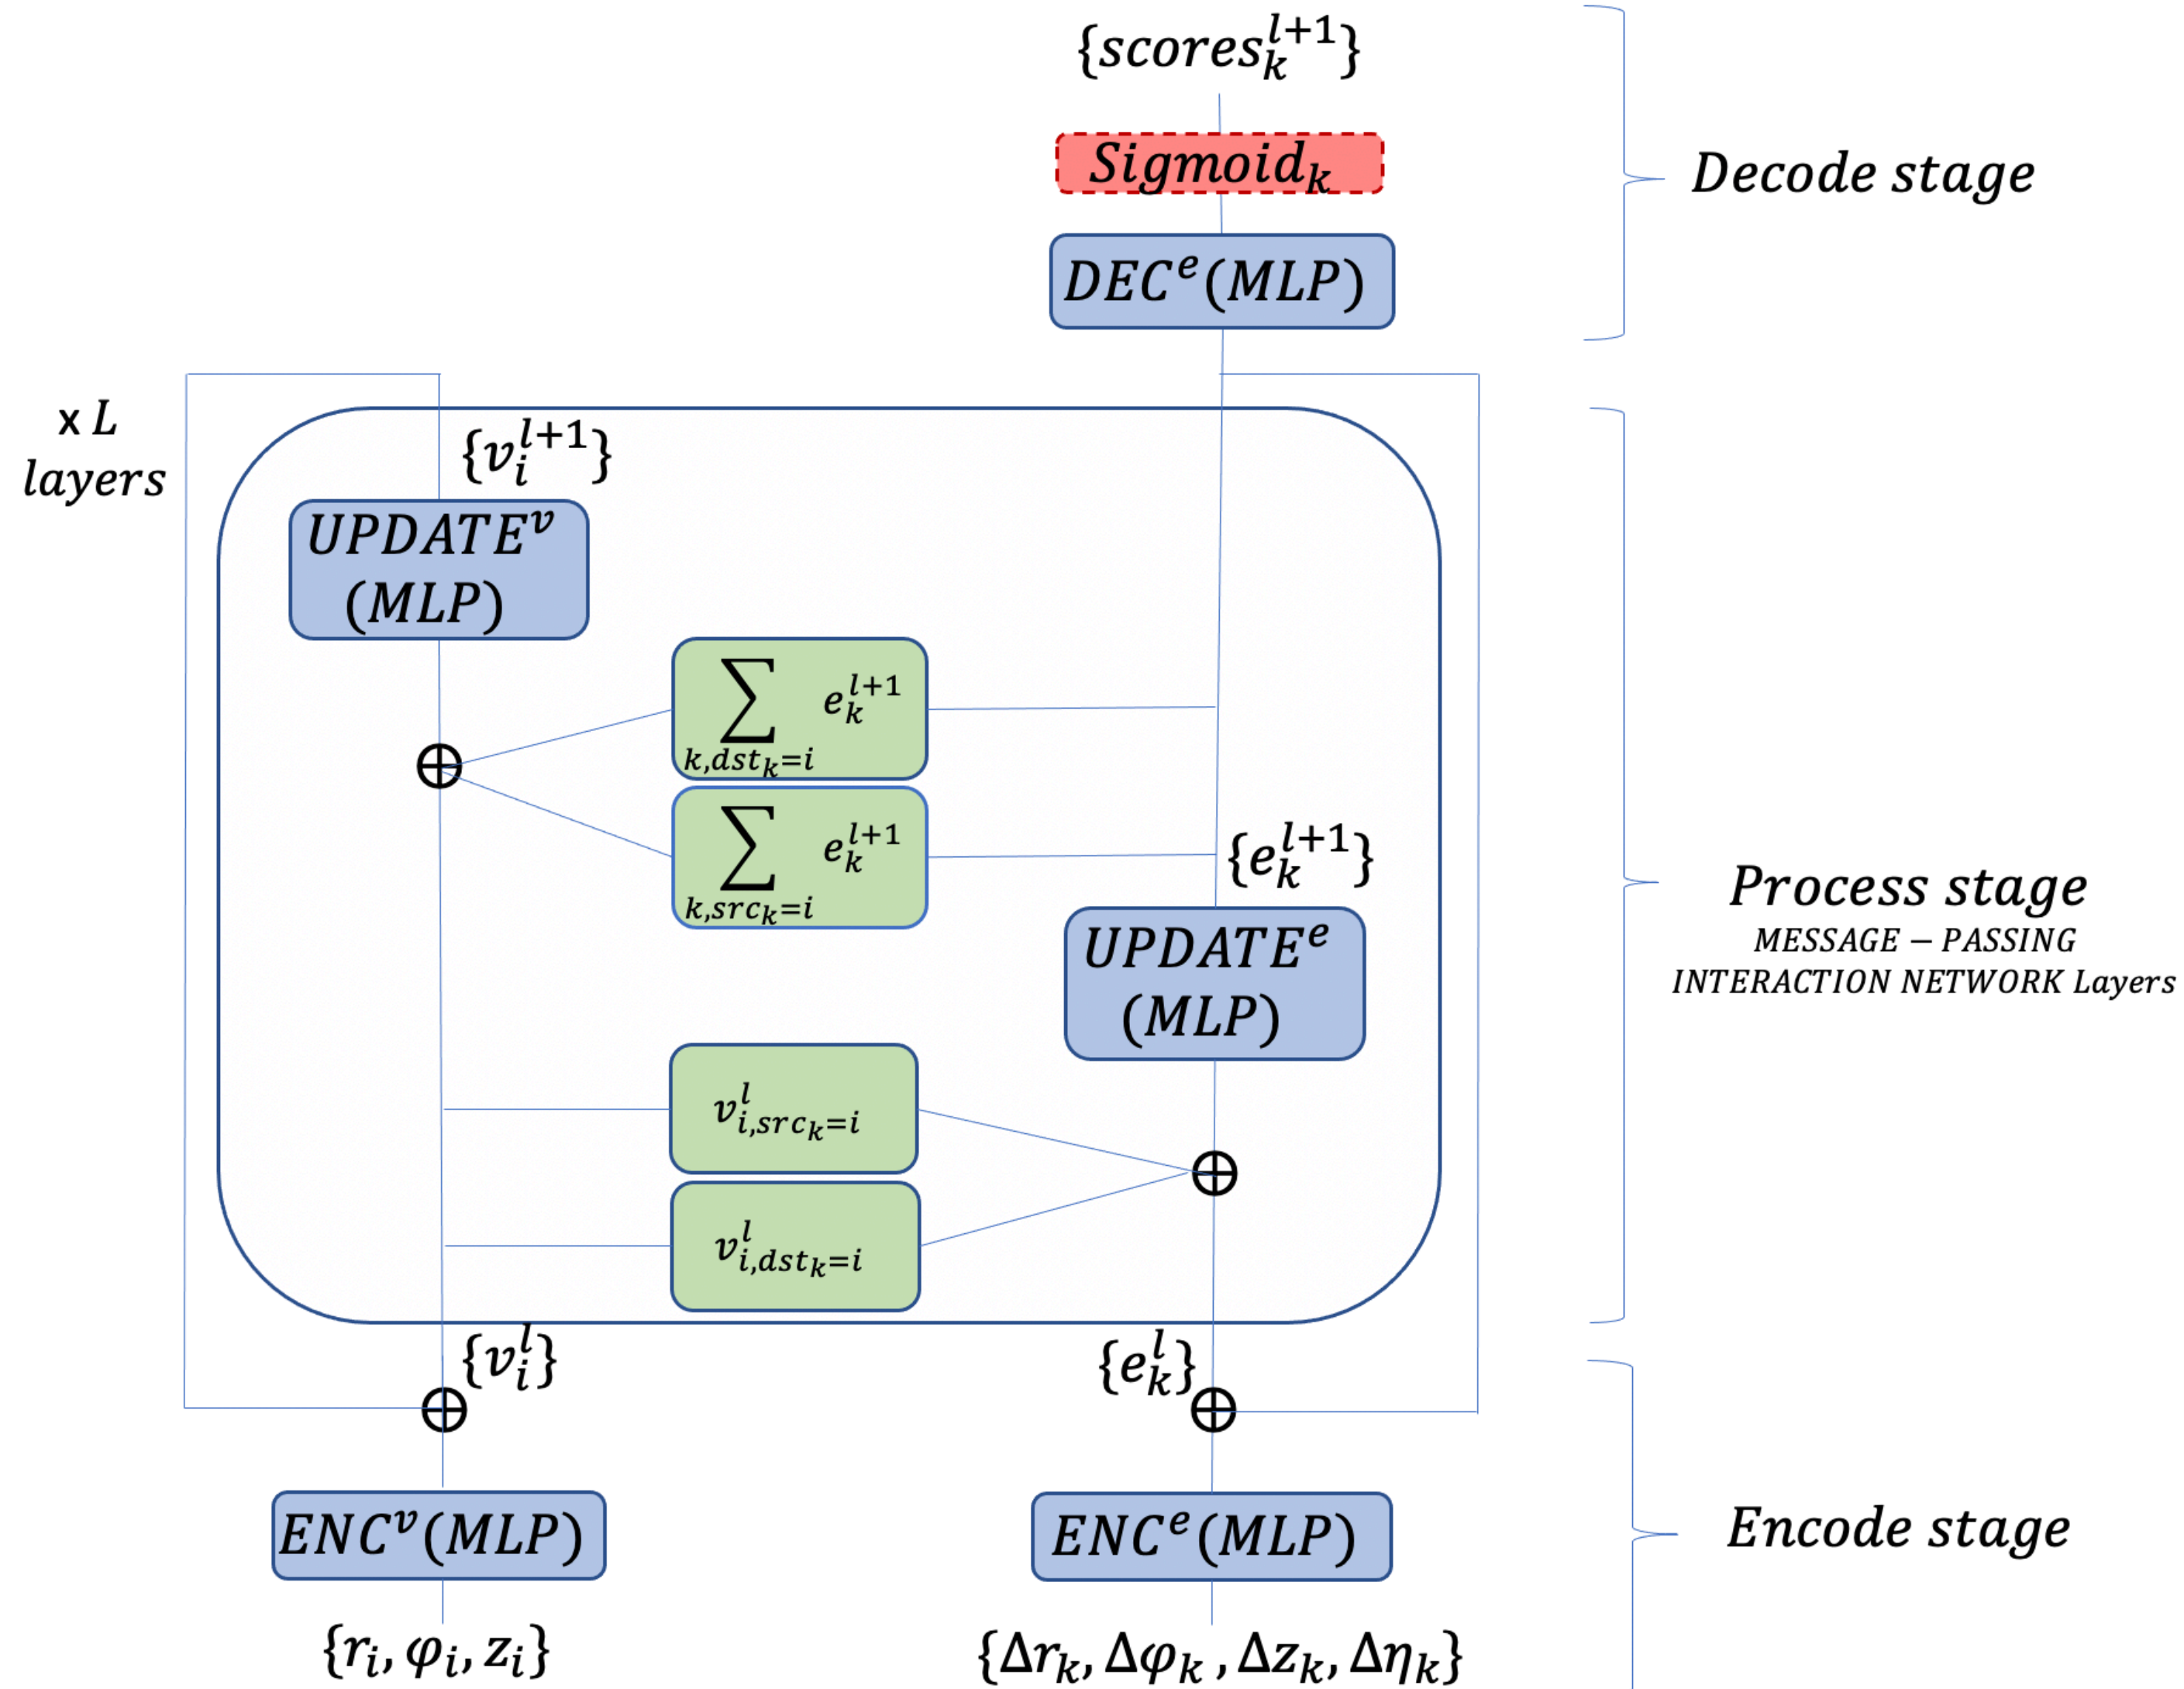 {scores_k^{l+1}}
Sigmoid_k
Decode stage
DEC^e(MLP)
x L
layers
{v_i^{l+1}}
UPDATE^v
(MLP)
∑_{k,dst_k=i} e_k^{l+1}
∑_{k,src_k=i} e_k^{l+1}
{e_k^{l+1}}
UPDATE^e
(MLP)
Process stage
MESSAGE – PASSING
INTERACTION NETWORK Layers
v^l_{i,src_k=i}
v^l_{i,dst_k=i}
{v_i^l}
{e_k^l}
ENC^v(MLP)
ENC^e(MLP)
Encode stage
{r_i, φ_i, z_i}
{Δr_k, Δφ_k , Δz_k, Δη_k}